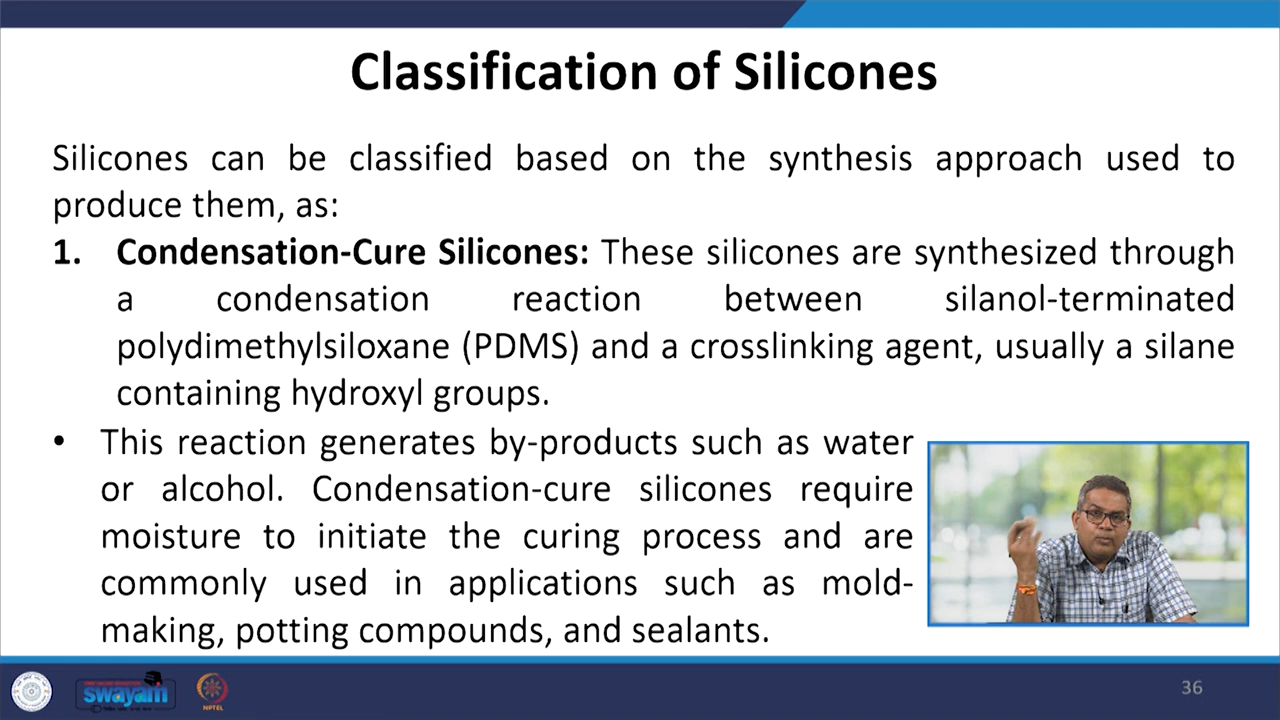 Classification of Silicones
Silicones can be classified based on the synthesis approach used to
produce them, as:
1. Condensation-Cure Silicones: These silicones are synthesized through
a condensation reaction between silanol-terminated
polydimethylsiloxane (PDMS) and a crosslinking agent, usually a silane
containing hydroxyl groups.
• This reaction generates by-products such as water
or alcohol. Condensation-cure silicones require
moisture to initiate the curing process and are
commonly used in applications such as mold-
making, potting compounds, and sealants.
swayam
NPTEL
36